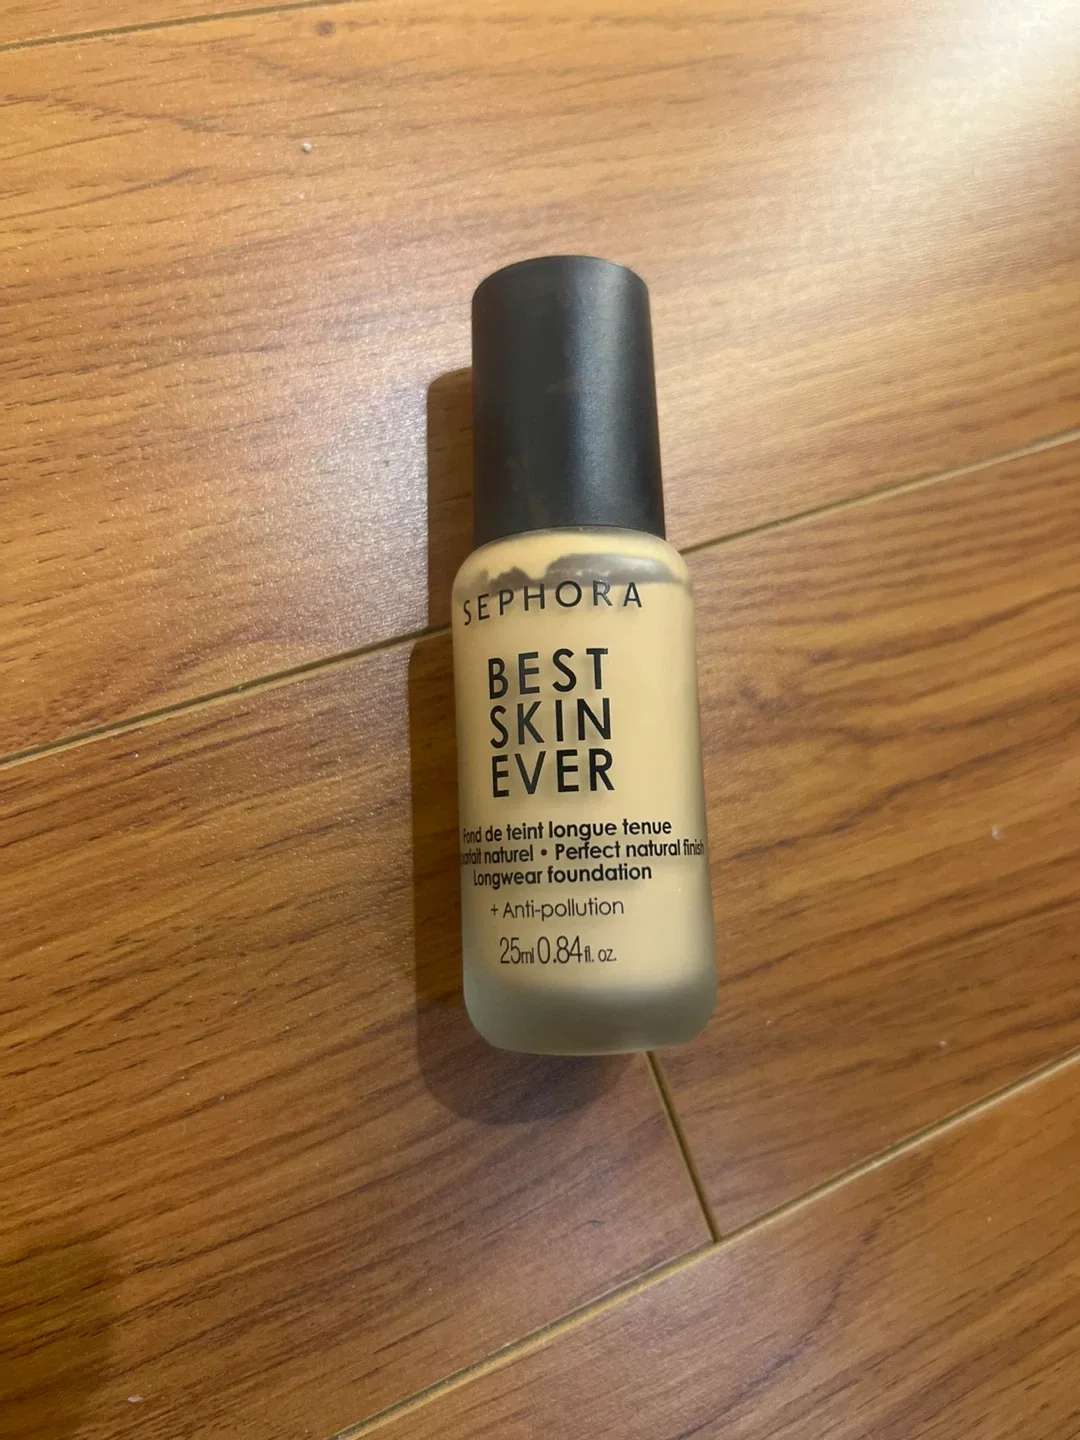 SEPHORA
BEST
SKIN
EVER
Fond de teint longue tenue
naturel • Perfect natural finish
Longwear foundation
+ Anti-pollution
25ml 0.84fl. oz.